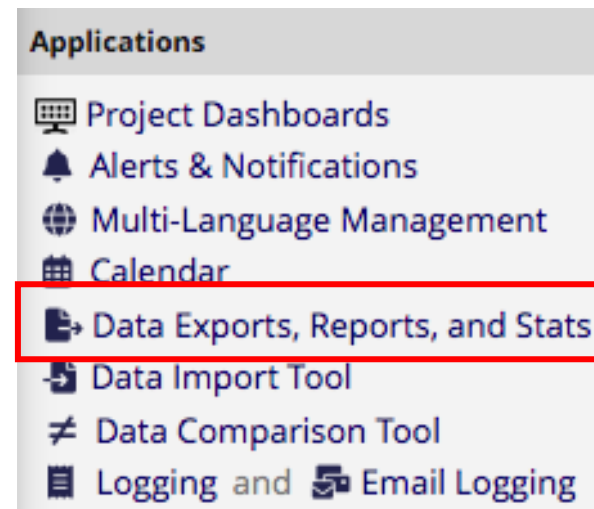 Applications
Project Dashboards
Alerts & Notifications
Multi-Language Management
Calendar
Data Exports, Reports, and Stats
Data Import Tool
Data Comparison Tool
Logging and Email Logging